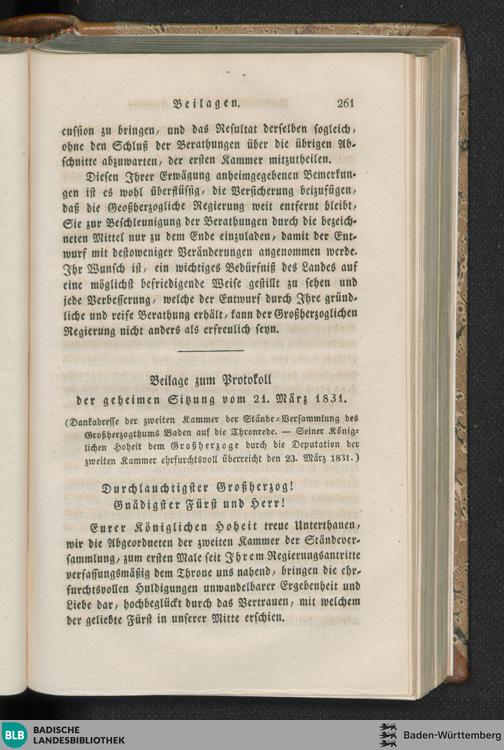 Beilagen. 261
cussion zu bringen, und das Resultat derselben sogleich,
ohne den Schluß der Berathungen über die übrigen Ab-
schnitte abzuwarten, der ersten Kammer mitzutheilen.
Diesen Ihrer Erwägung anheimgegebenen Bemerkun-
gen ist es wohl überflüssig, die Versicherung beizufügen,
daß die Großherzogliche Regierung weit entfernt bleibt,
Sie zur Beschleunigung der Berathungen durch die bezeich-
neten Mittel nur zu dem Ende einzuladen, damit der Ent-
wurf mit destoweniger Veränderungen angenommen werde.
Ihr Wunsch ist, ein wichtiges Bedürfniß des Landes auf
eine möglichst befriedigende Weise gestillt zu sehen und
jede Verbesserung, welche der Entwurf durch Ihre gründ-
liche und reife Berathung erhält, kann der Großherzoglichen
Regierung nicht anders als erfreulich seyn.
Beilage zum Protokoll
der geheimen Sitzung vom 21. März 1831.
(Dankadresse der zweiten Kammer der Stände-Versammlung des
Großherzogthums Baden auf die Thronrede. — Seiner König-
lichen Hoheit dem Großherzoge durch die Deputation der
zweiten Kammer ehrfurchtsvoll überreicht den 23. März 1831.)
Durchlauchtigster Großherzog!
Gnädigster Fürst und Herr!
Eurer Königlichen Hoheit treue Unterthanen,
wir die Abgeordneten der zweiten Kammer der Ständever-
sammlung, zum ersten Male seit Ihrem Regierungsantritte
verfassungsmäßig dem Throne uns nahend, bringen die ehr-
furchtsvollen Huldigungen unwandelbarer Ergebenheit und
Liebe dar, hochbeglückt durch das Vertrauen, mit welchem
der geliebte Fürst in unserer Mitte erschien.
BLB BADISCHE
LANDESBIBLIOTHEK
Baden-Württemberg